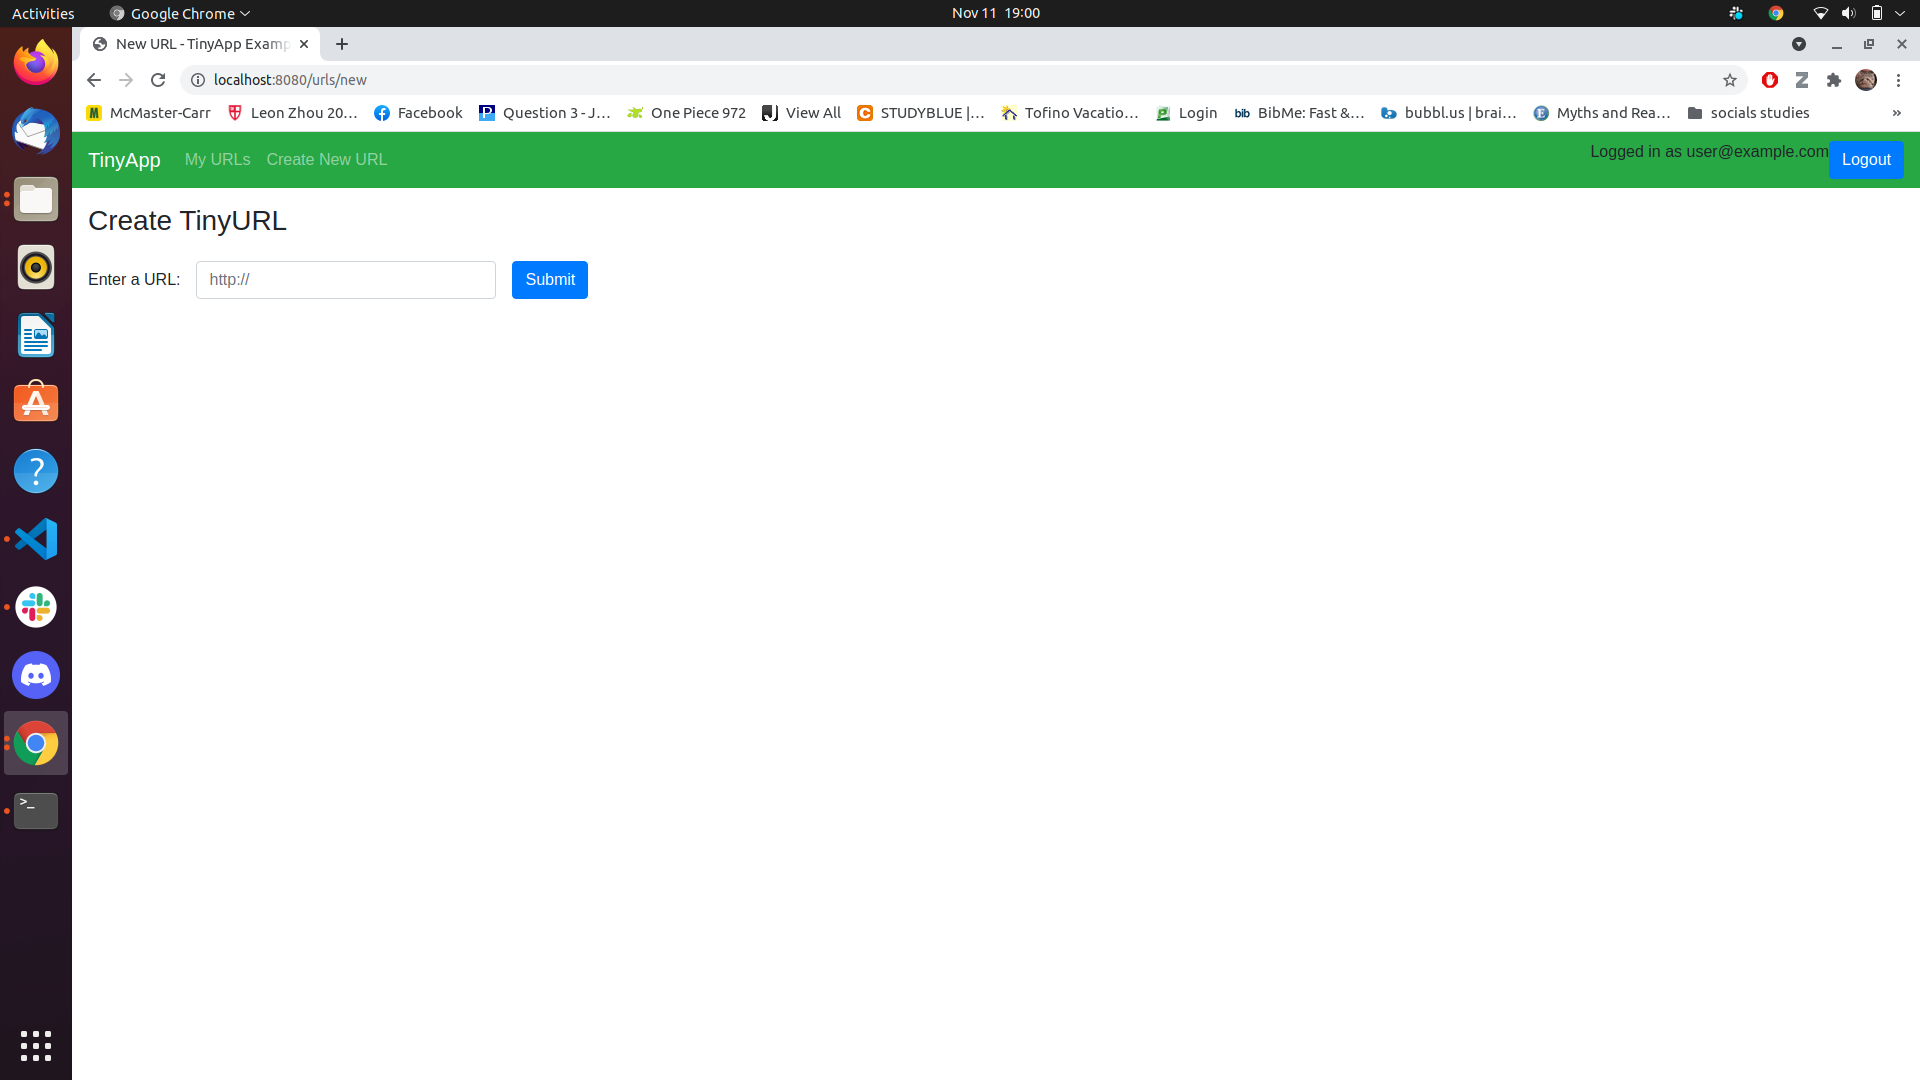 Activities Google Chrome Nov 11 19:00
New URL - TinyApp Examp
localhost:8080/urls/new
McMaster-Carr Leon Zhou 20... Facebook Question 3 - J... One Piece 972 View All STUDYBLUE |... Tofino Vacatio... Login bib BibMe: Fast &... bubbl.us | brai... Myths and Rea... socials studies »
TinyApp My URLs Create New URL Logged in as user@example.com Logout
Create TinyURL
Enter a URL: http:// Submit